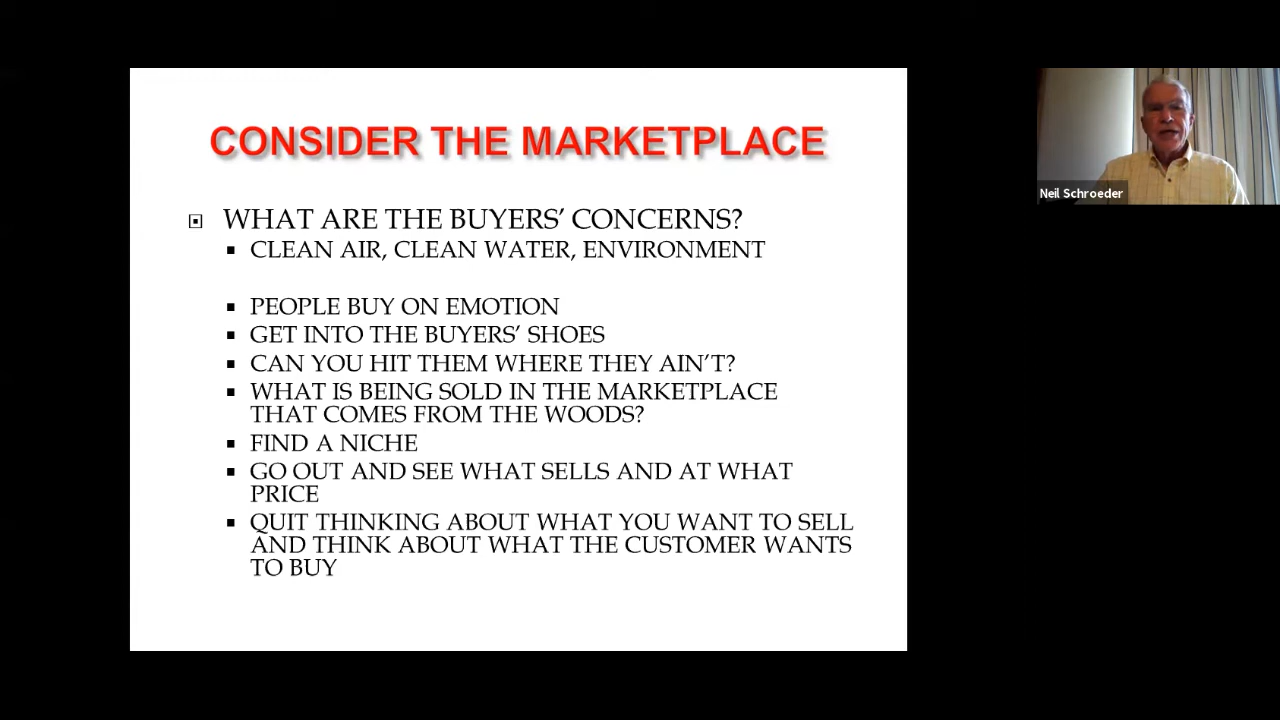 CONSIDER THE MARKETPLACE
WHAT ARE THE BUYERS’ CONCERNS?
CLEAN AIR, CLEAN WATER, ENVIRONMENT
PEOPLE BUY ON EMOTION
GET INTO THE BUYERS’ SHOES
CAN YOU HIT THEM WHERE THEY AIN’T?
WHAT IS BEING SOLD IN THE MARKETPLACE
THAT COMES FROM THE WOODS?
FIND A NICHE
GO OUT AND SEE WHAT SELLS AND AT WHAT
PRICE
QUIT THINKING ABOUT WHAT YOU WANT TO SELL
AND THINK ABOUT WHAT THE CUSTOMER WANTS
TO BUY
Neil Schroeder